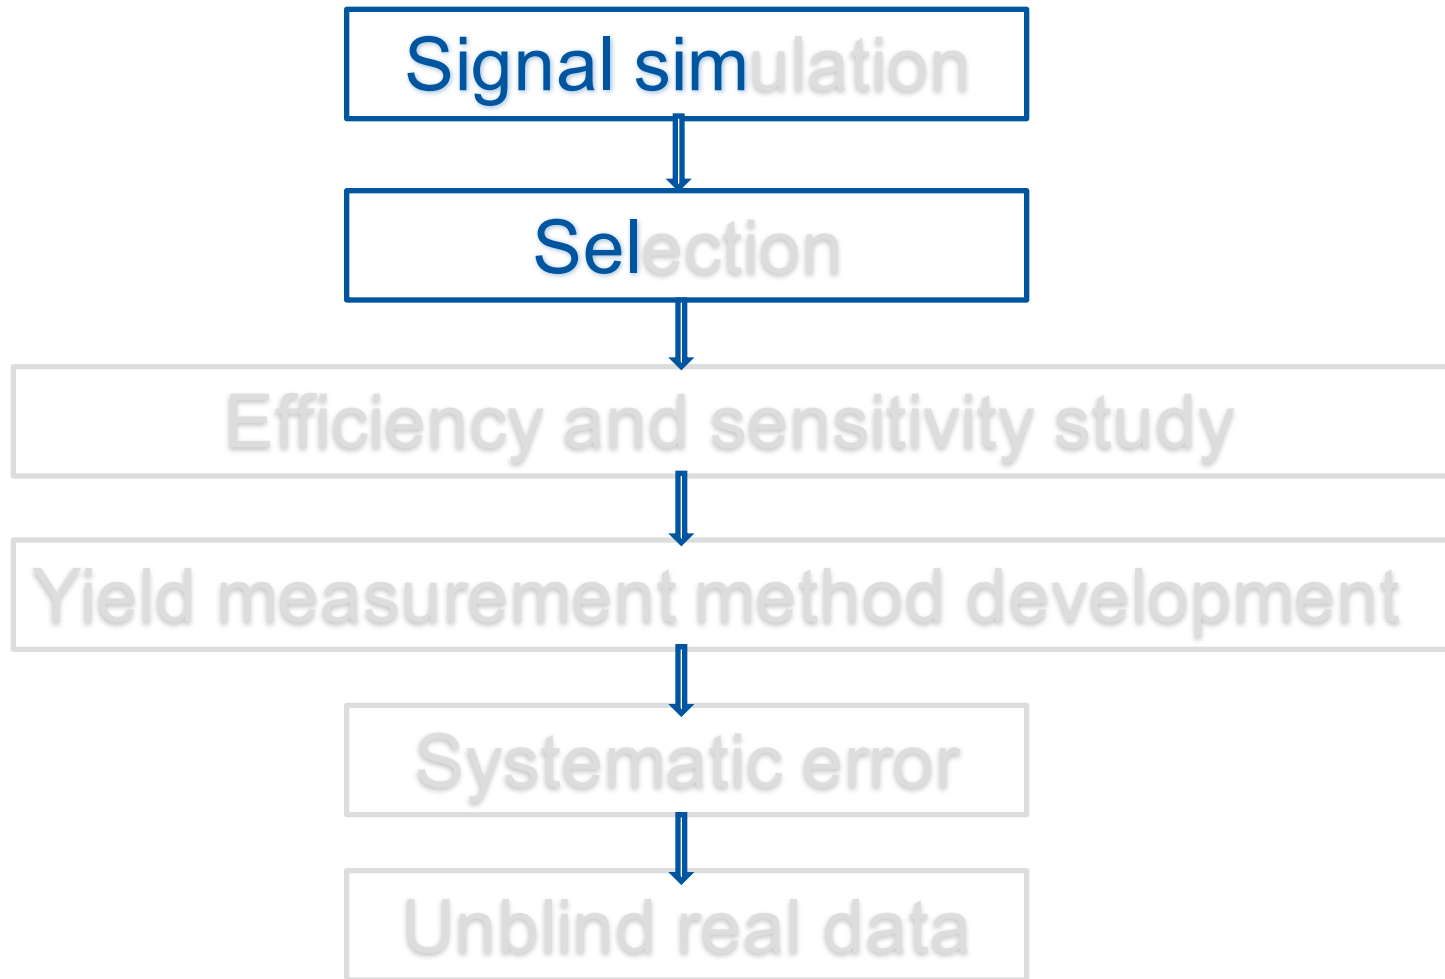 Signal simulation
Selection
Efficiency and sensitivity study
Yield measurement method development
Systematic error
Unblind real data